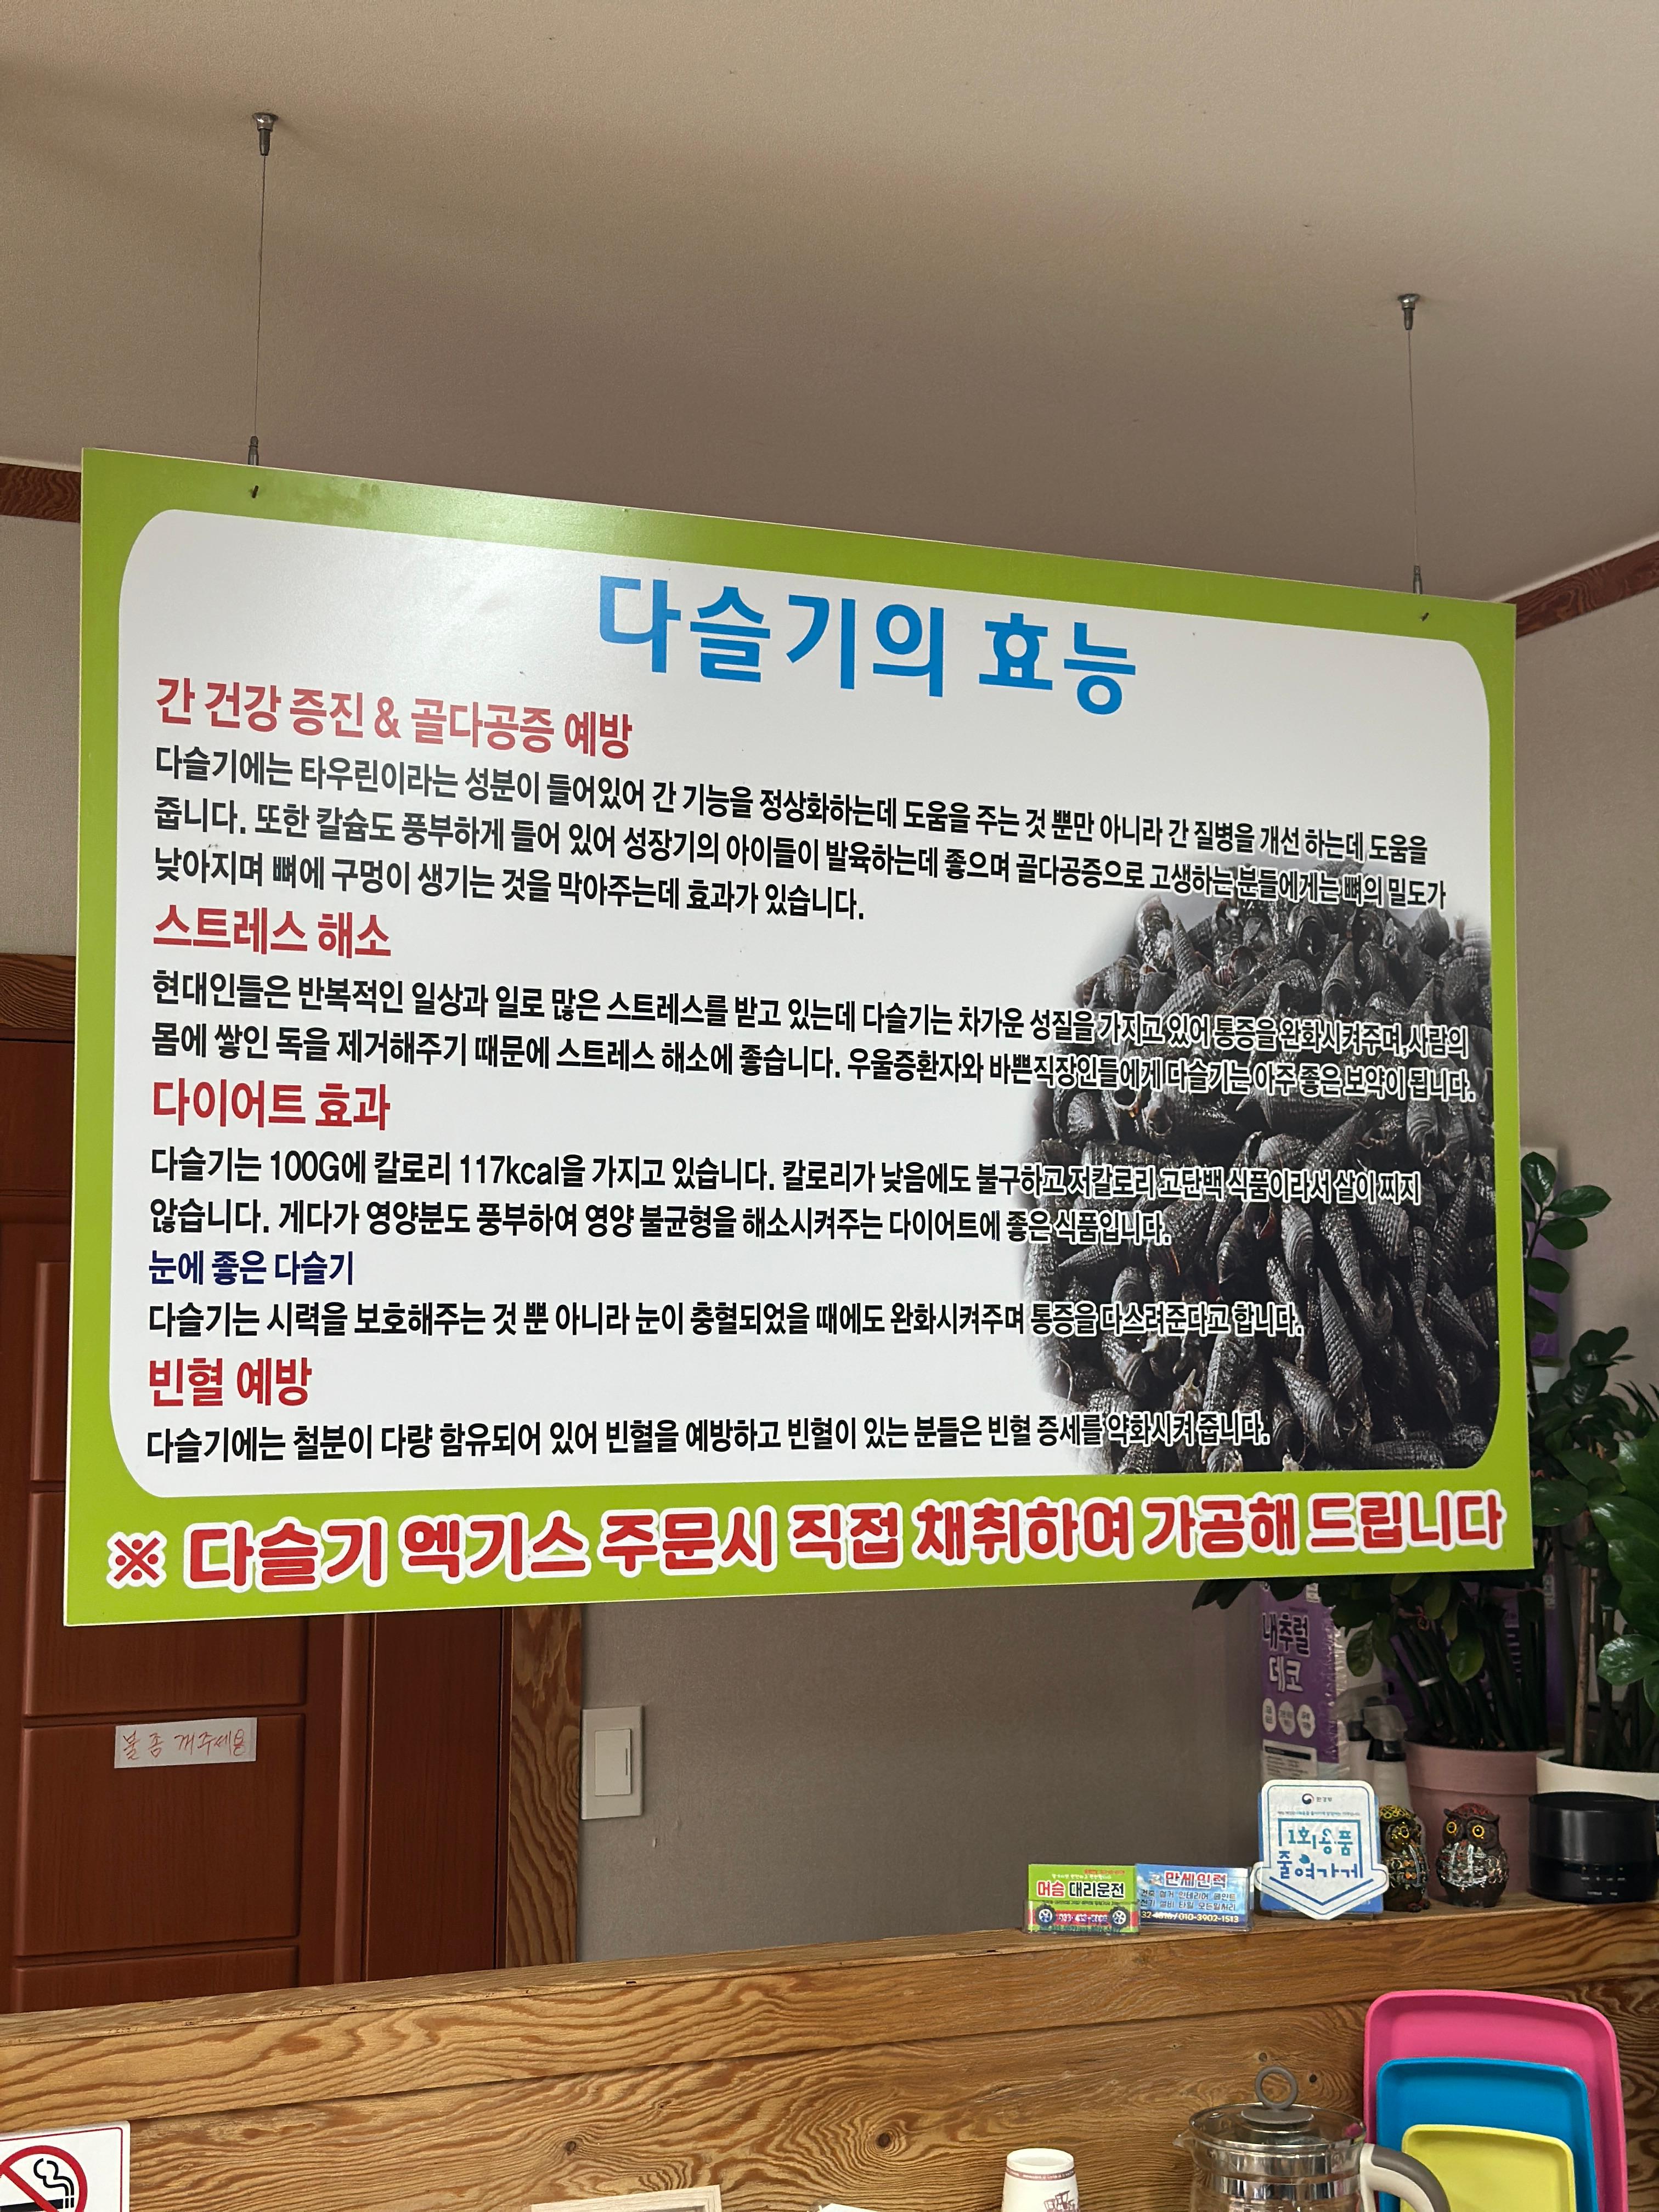 다슬기의 효능
간 건강 증진 & 골다공증 예방
다슬기에는 타우린이라는 성분이 들어있어 간 기능을 정상화하는데 도움을 주는 것 뿐만 아니라 간 질병을 개선 하는데 도움을
줍니다. 또한 칼슘도 풍부하게 들어 있어 성장기의 아이들이 발육하는데 좋으며 골다공증으로 고생하는 분들에게는 뼈의 밀도가
낮아지며 뼈에 구멍이 생기는 것을 막아주는데 효과가 있습니다.
스트레스 해소
현대인들은 반복적인 일상과 일로 많은 스트레스를 받고 있는데 다슬기는 차가운 성질을 가지고 있어 통증을 완화시켜주며,사람의
몸에 쌓인 독을 제거해주기 때문에 스트레스 해소에 좋습니다. 우울증환자와 바쁜직장인들에게 다슬기는 아주 좋은 보약이 됩니다.
다이어트 효과
다슬기는 100G에 칼로리 117kcal을 가지고 있습니다. 칼로리가 낮음에도 불구하고 저칼로리 고단백 식품이라서 살이 찌지
않습니다. 게다가 영양분도 풍부하여 영양 불균형을 해소시켜주는 다이어트에 좋은 식품입니다.
눈에 좋은 다슬기
다슬기는 시력을 보호해주는 것 뿐 아니라 눈이 충혈되었을 때에도 완화시켜주며 통증을 다스려준다고 합니다.
빈혈 예방
다슬기에는 철분이 다량 함유되어 있어 빈혈을 예방하고 빈혈이 있는 분들은 빈혈 증세를 약화시켜 줍니다.
※ 다슬기 엑기스 주문시 직접 채취하여 가공해 드립니다
내추럴
데코
불 좀 꺼주세요
환경부
1회용품
줄여가게
머슴 대리운전
만세인력
010-3902-1513